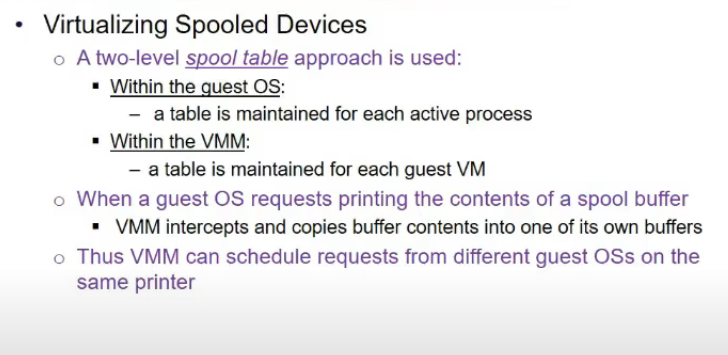 • Virtualizing Spooled Devices
o A two-level spool table approach is used:
▪ Within the guest OS:
– a table is maintained for each active process
▪ Within the VMM:
– a table is maintained for each guest VM
o When a guest OS requests printing the contents of a spool buffer
▪ VMM intercepts and copies buffer contents into one of its own buffers
o Thus VMM can schedule requests from different guest OSs on the
same printer